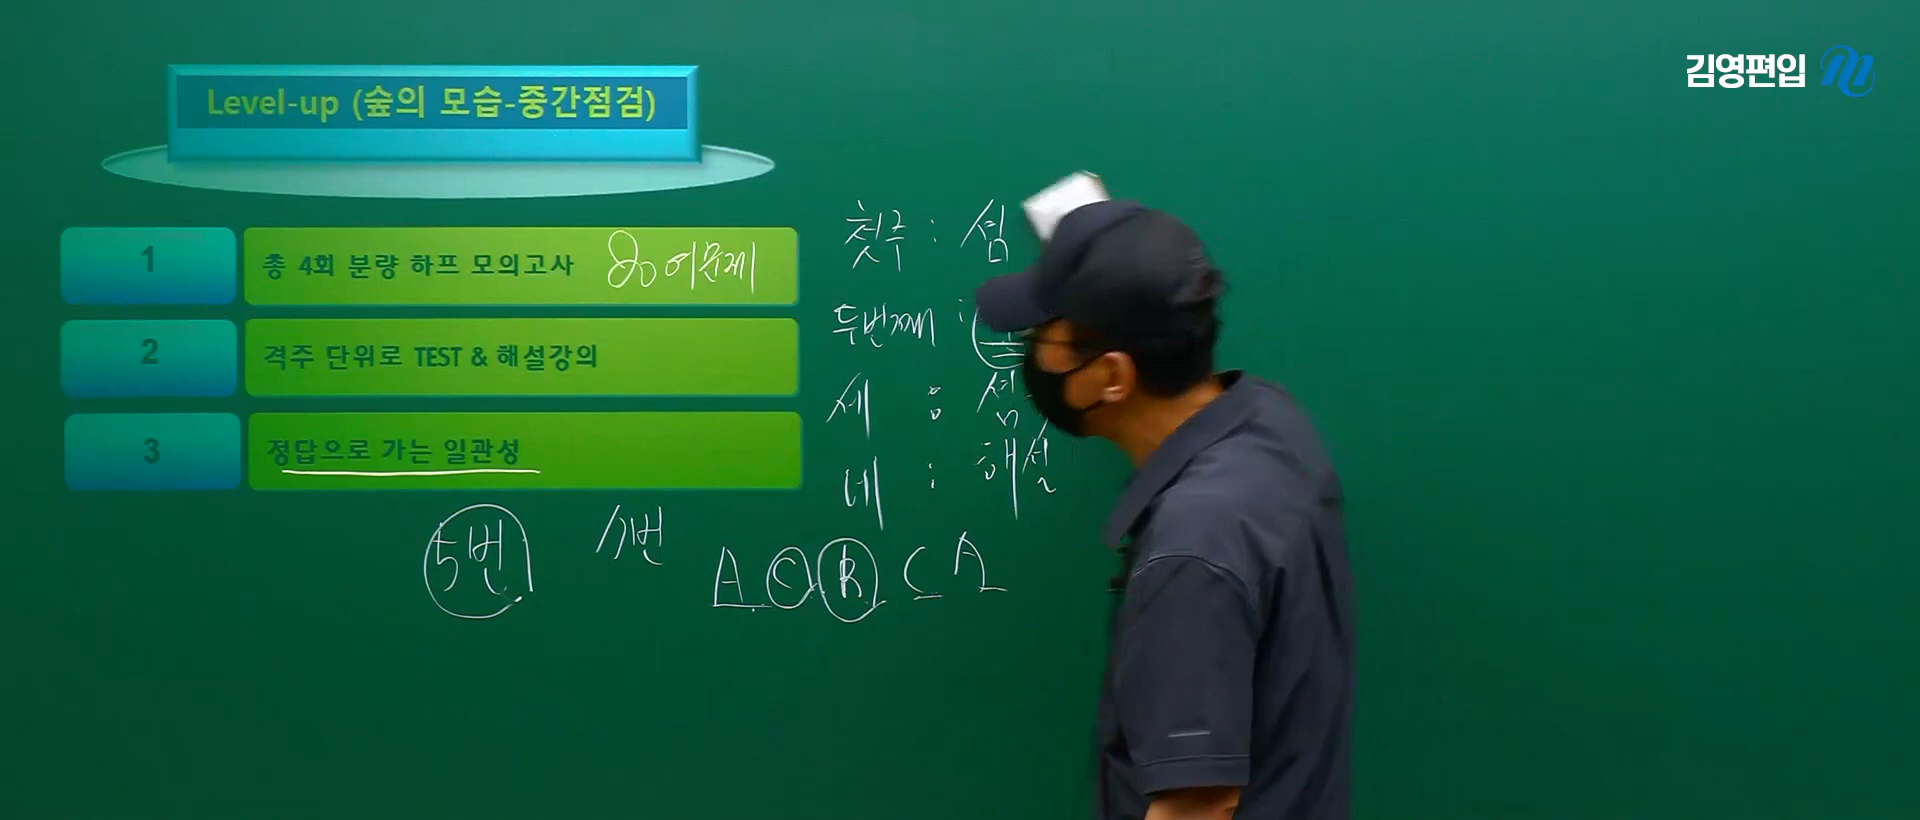 김영편입
Level-up (숲의 모습-중간점검)
1
총 4회 분량 하프 모의고사 80여문제
2
격주 단위로 TEST & 해설강의
3
정답으로 가는 일관성
첫주 : 섬
두번째 :
세 :
네 : 해설
5번 11번
A C B C A